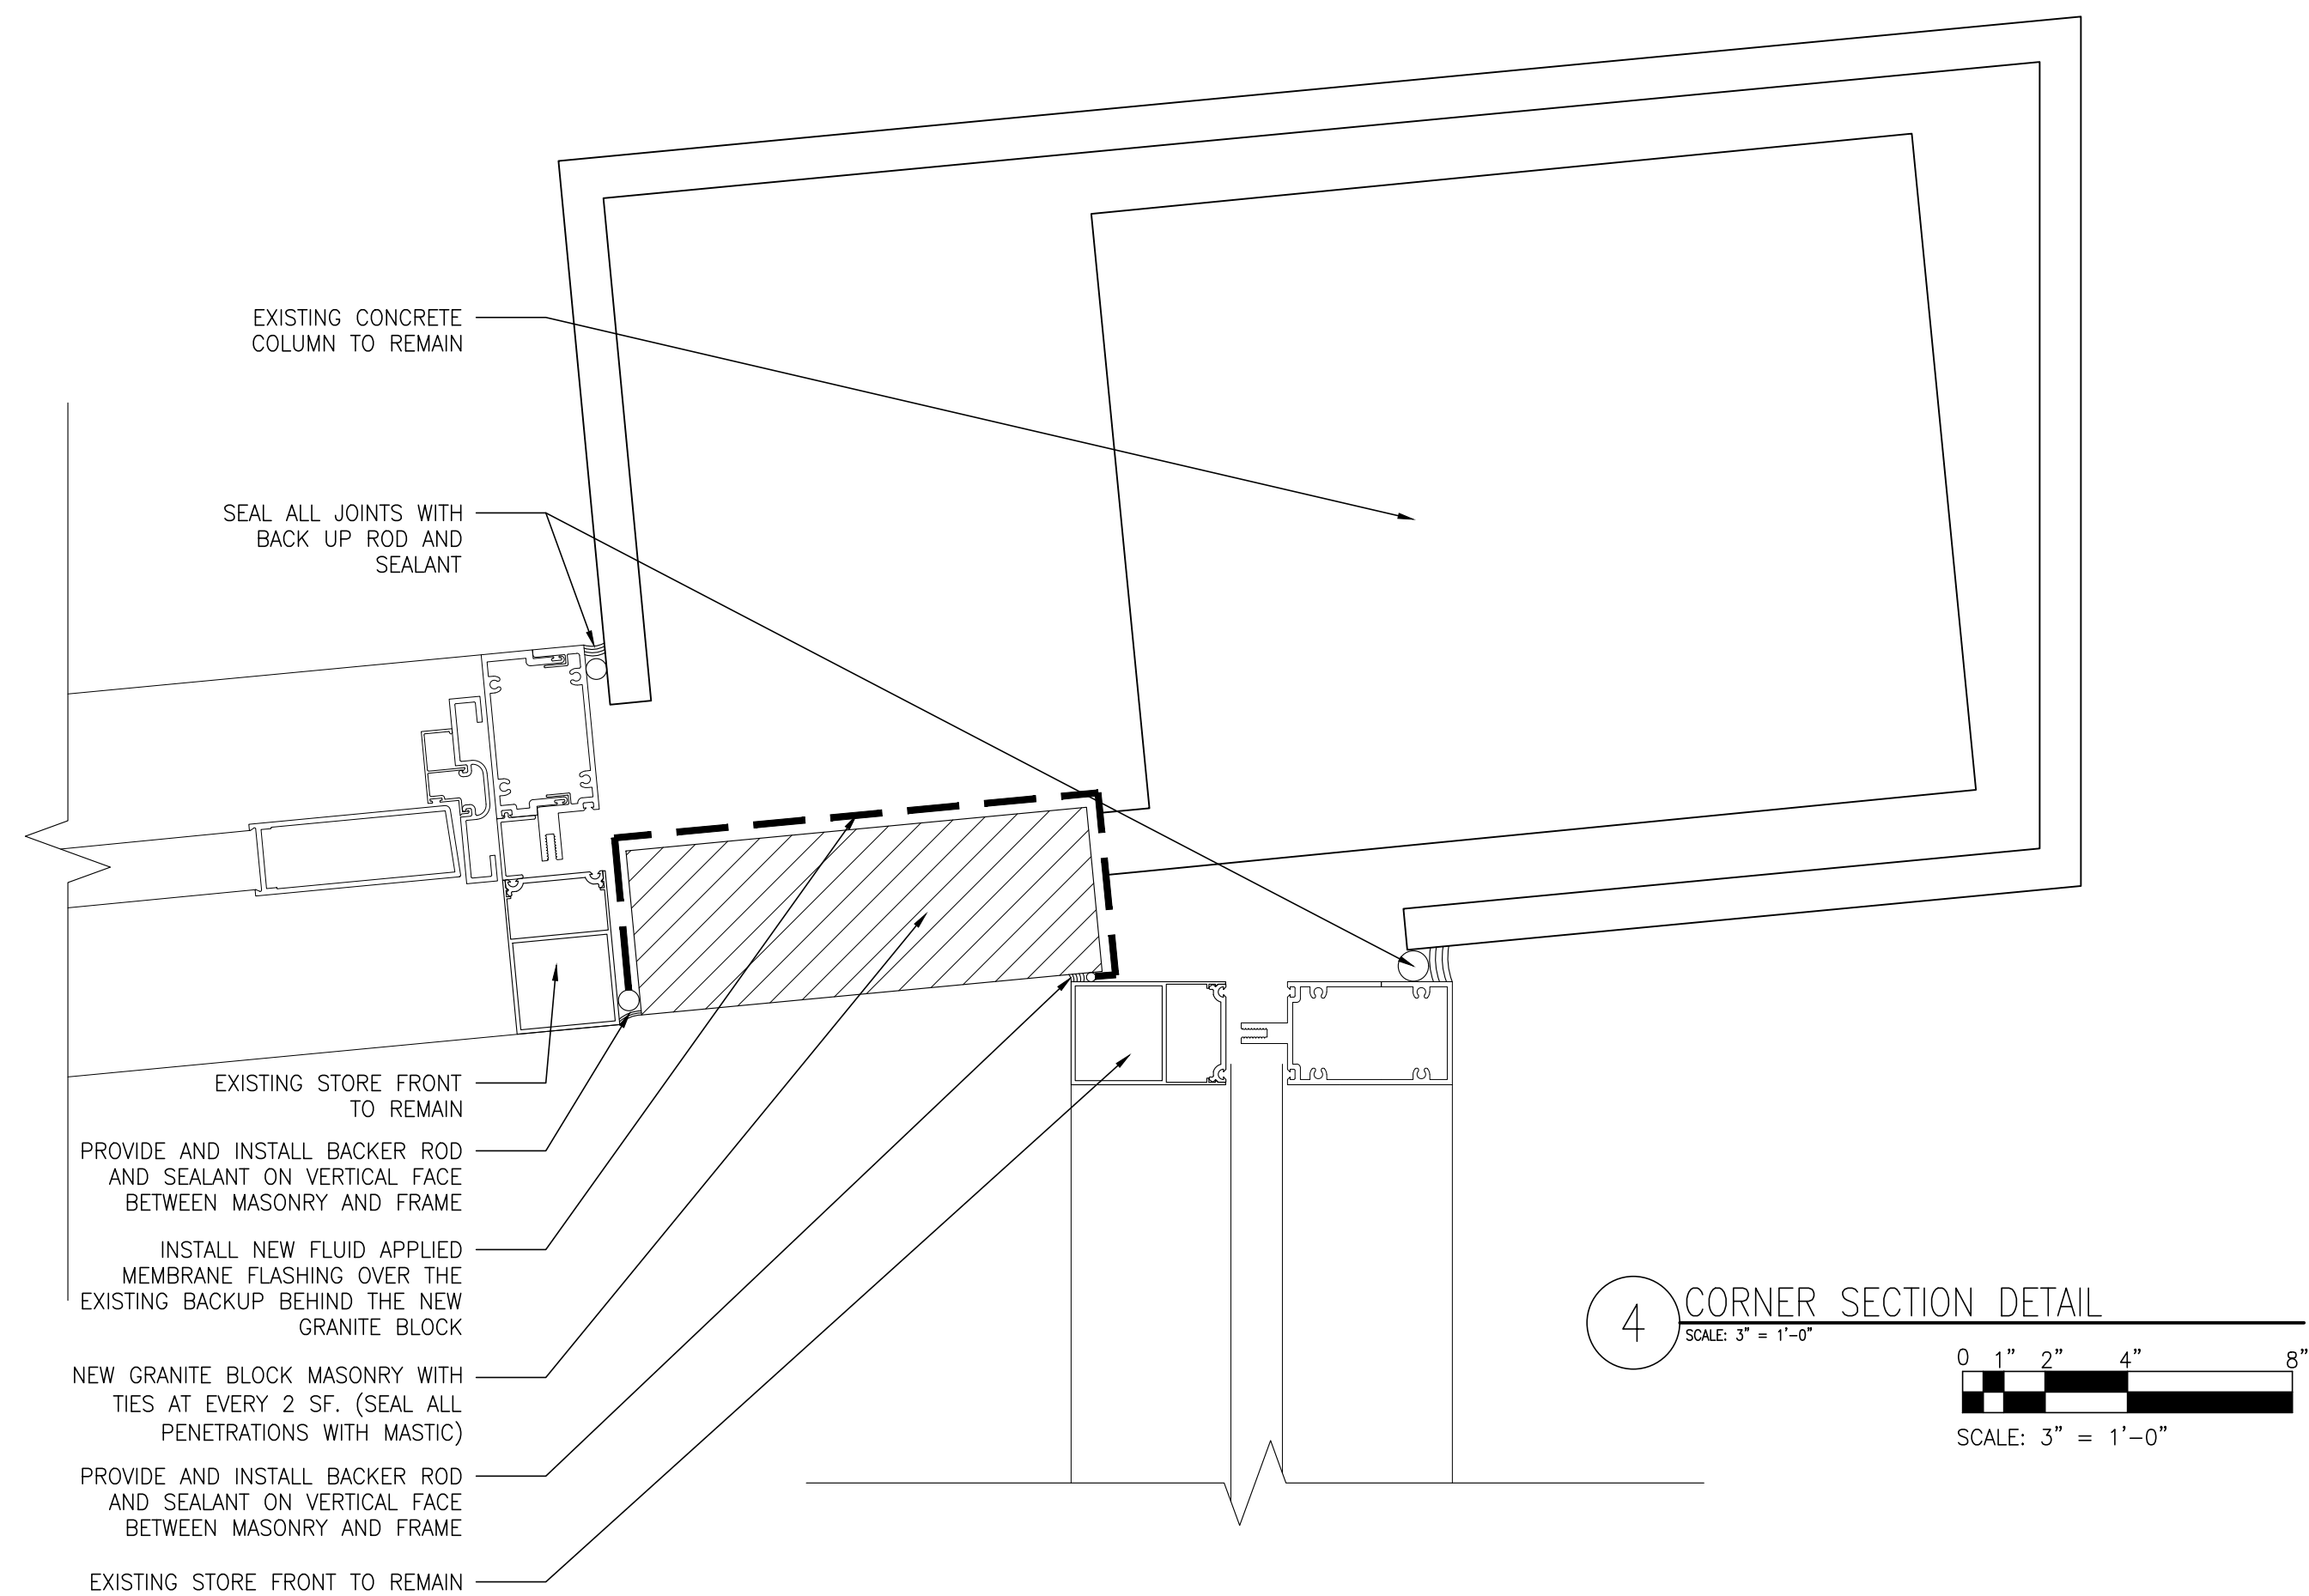 EXISTING CONCRETE
COLUMN TO REMAIN
SEAL ALL JOINTS WITH
BACK UP ROD AND
SEALANT
EXISTING STORE FRONT
TO REMAIN
PROVIDE AND INSTALL BACKER ROD
AND SEALANT ON VERTICAL FACE
BETWEEN MASONRY AND FRAME
INSTALL NEW FLUID APPLIED
MEMBRANE FLASHING OVER THE
EXISTING BACKUP BEHIND THE NEW
GRANITE BLOCK
NEW GRANITE BLOCK MASONRY WITH
TIES AT EVERY 2 SF. (SEAL ALL
PENETRATIONS WITH MASTIC)
PROVIDE AND INSTALL BACKER ROD
AND SEALANT ON VERTICAL FACE
BETWEEN MASONRY AND FRAME
EXISTING STORE FRONT TO REMAIN
4 CORNER SECTION DETAIL
SCALE: 3" = 1'-0"
0 1" 2" 4" 8"
SCALE: 3" = 1'-0"